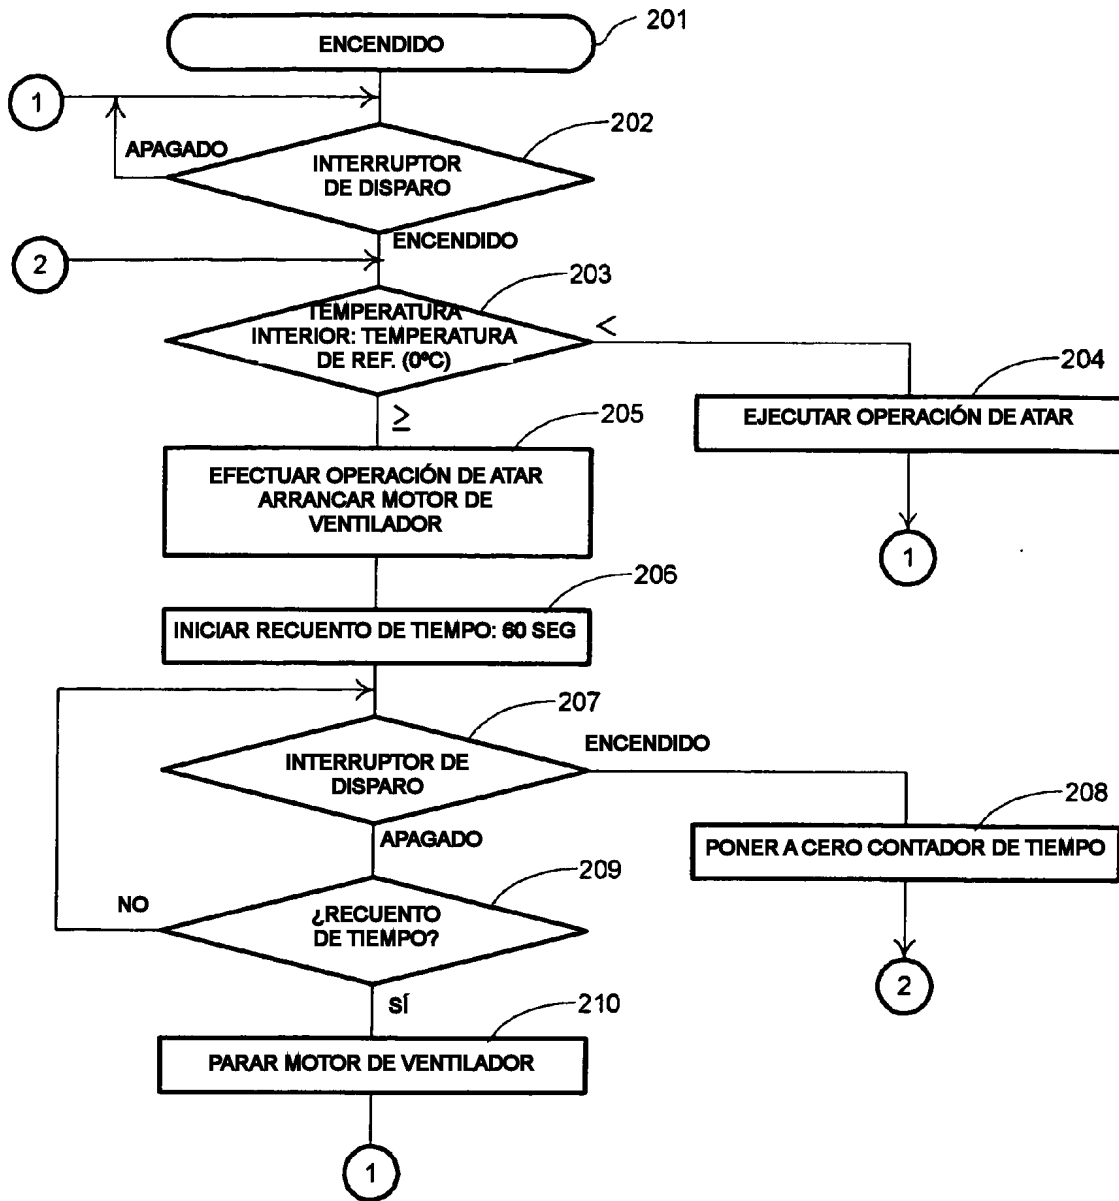 201
ENCENDIDO
1
202
APAGADO
INTERRUPTOR
DE DISPARO
ENCENDIDO
2
203
TEMPERATURA
INTERIOR: TEMPERATURA
DE REF. (0ºC)
<
204
EJECUTAR OPERACIÓN DE ATAR
≥
205
EFECTUAR OPERACIÓN DE ATAR
ARRANCAR MOTOR DE
VENTILADOR
1
206
INICIAR RECUENTO DE TIEMPO: 60 SEG
207
INTERRUPTOR DE
DISPARO
ENCENDIDO
208
PONER A CERO CONTADOR DE TIEMPO
APAGADO
209
NO
¿RECUENTO
DE TIEMPO?
2
SÍ
210
PARAR MOTOR DE VENTILADOR
1